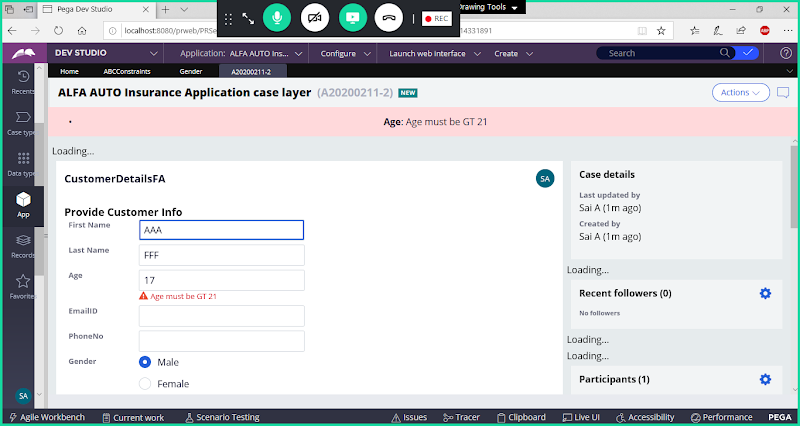 Pega Dev Studio
Drawing Tools
REC
localhost:8080/prweb/PRSe
14331891
DEV STUDIO
Application: ALFA AUTO Ins...
Configure
Launch web interface
Create
Search
Home
ABCConstraints
Gender
A20200211-2
Recents
ALFA AUTO Insurance Application case layer (A20200211-2) NEW
Actions
Age: Age must be GT 21
Case type
Loading...
CustomerDetailsFA
SA
Case details
Data type
Last updated by
Sai A (1m ago)
App
Provide Customer Info
First Name
AAA
Created by
Sai A (1m ago)
Records
Last Name
FFF
Loading...
Age
17
Age must be GT 21
Favorite
Recent followers (0)
EmailID
No followers
PhoneNo
Loading...
Loading...
Gender
Male
Participants (1)
Female
SA
Agile Workbench
Current work
Scenario Testing
Issues
Tracer
Clipboard
Live UI
Accessibility
Performance
PEGA